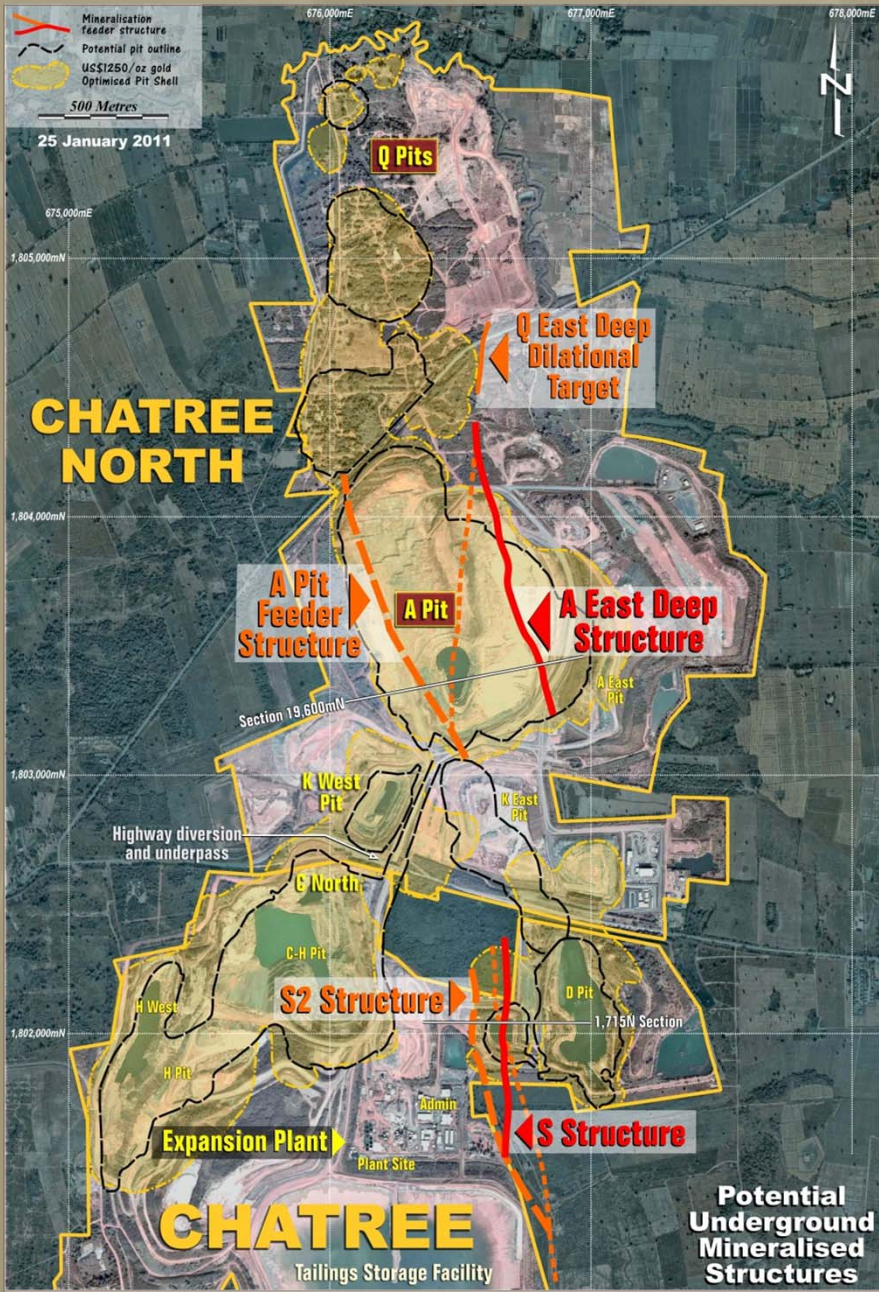 Mineralisation
feeder structure
Potential pit outline
US$1250/oz gold
Optimised Pit Shell
500 Metres
25 January 2011
676,000mE
677,000mE
678,000mE
N
Q Pits
675,000mE
1,805,000mN
Q East Deep
Dilational
Target
CHATREE
NORTH
1,804,000mN
A Pit
Feeder
Structure
A Pit
A East Deep
Structure
A East
Pit
Section 19,600mN
1,803,000mN
K West
Pit
K East
Pit
Highway diversion
and underpass
C North
C-H Pit
H West
S2 Structure
D Pit
1,715N Section
1,802,000mN
H Pit
Admin
Expansion Plant
S Structure
Plant Site
CHATREE
Tailings Storage Facility
Potential
Underground
Mineralised
Structures